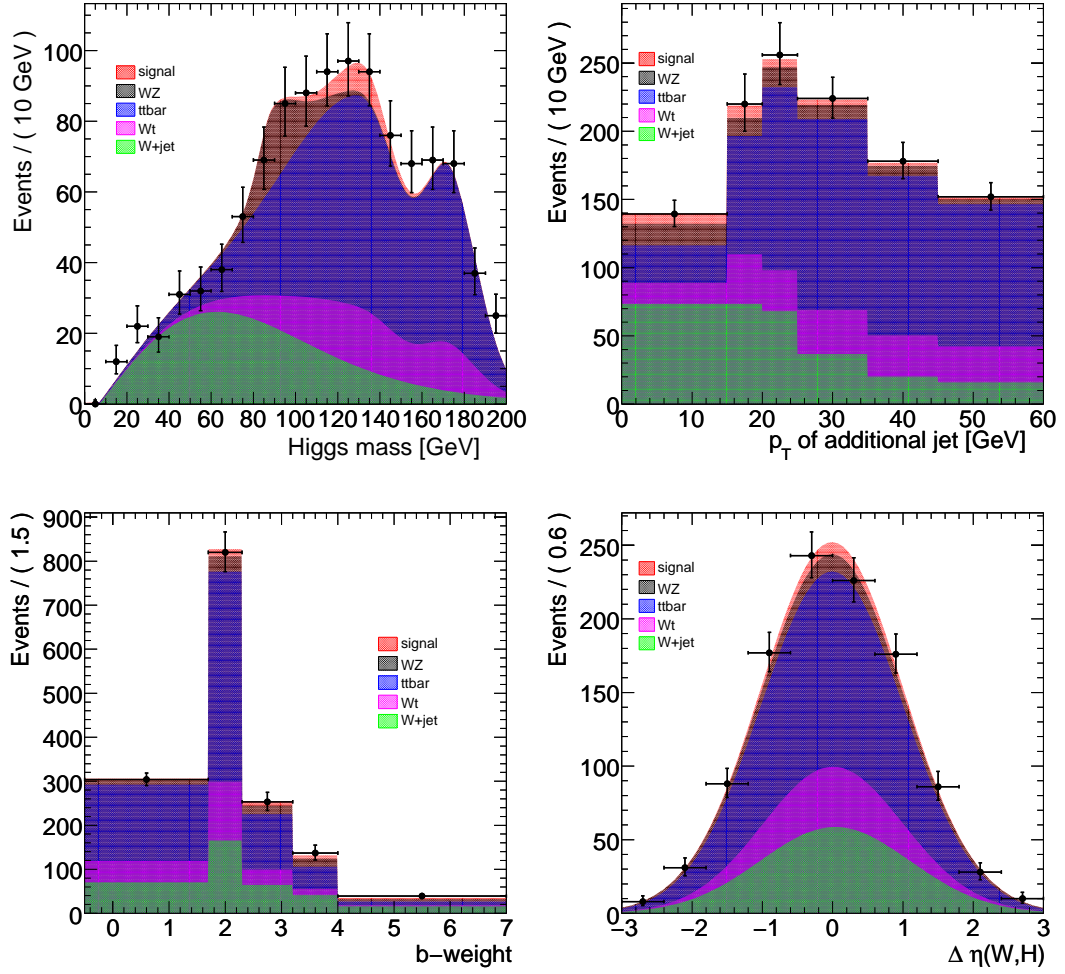 Events / ( 10 GeV )
100
80
60
40
20
0
signal
WZ
ttbar
Wt
W+jet
0 20 40 60 80 100 120 140 160 180 200
Higgs mass [GeV]
Events / ( 10 GeV )
250
200
150
100
50
0
signal
WZ
ttbar
Wt
W+jet
0 10 20 30 40 50 60
p_T of additional jet [GeV]
Events / ( 1.5 )
900
800
700
600
500
400
300
200
100
0
signal
WZ
ttbar
Wt
W+jet
0 1 2 3 4 5 6 7
b−weight
Events / ( 0.6 )
250
200
150
100
50
0
signal
WZ
ttbar
Wt
W+jet
−3 −2 −1 0 1 2 3
Δ η(W,H)